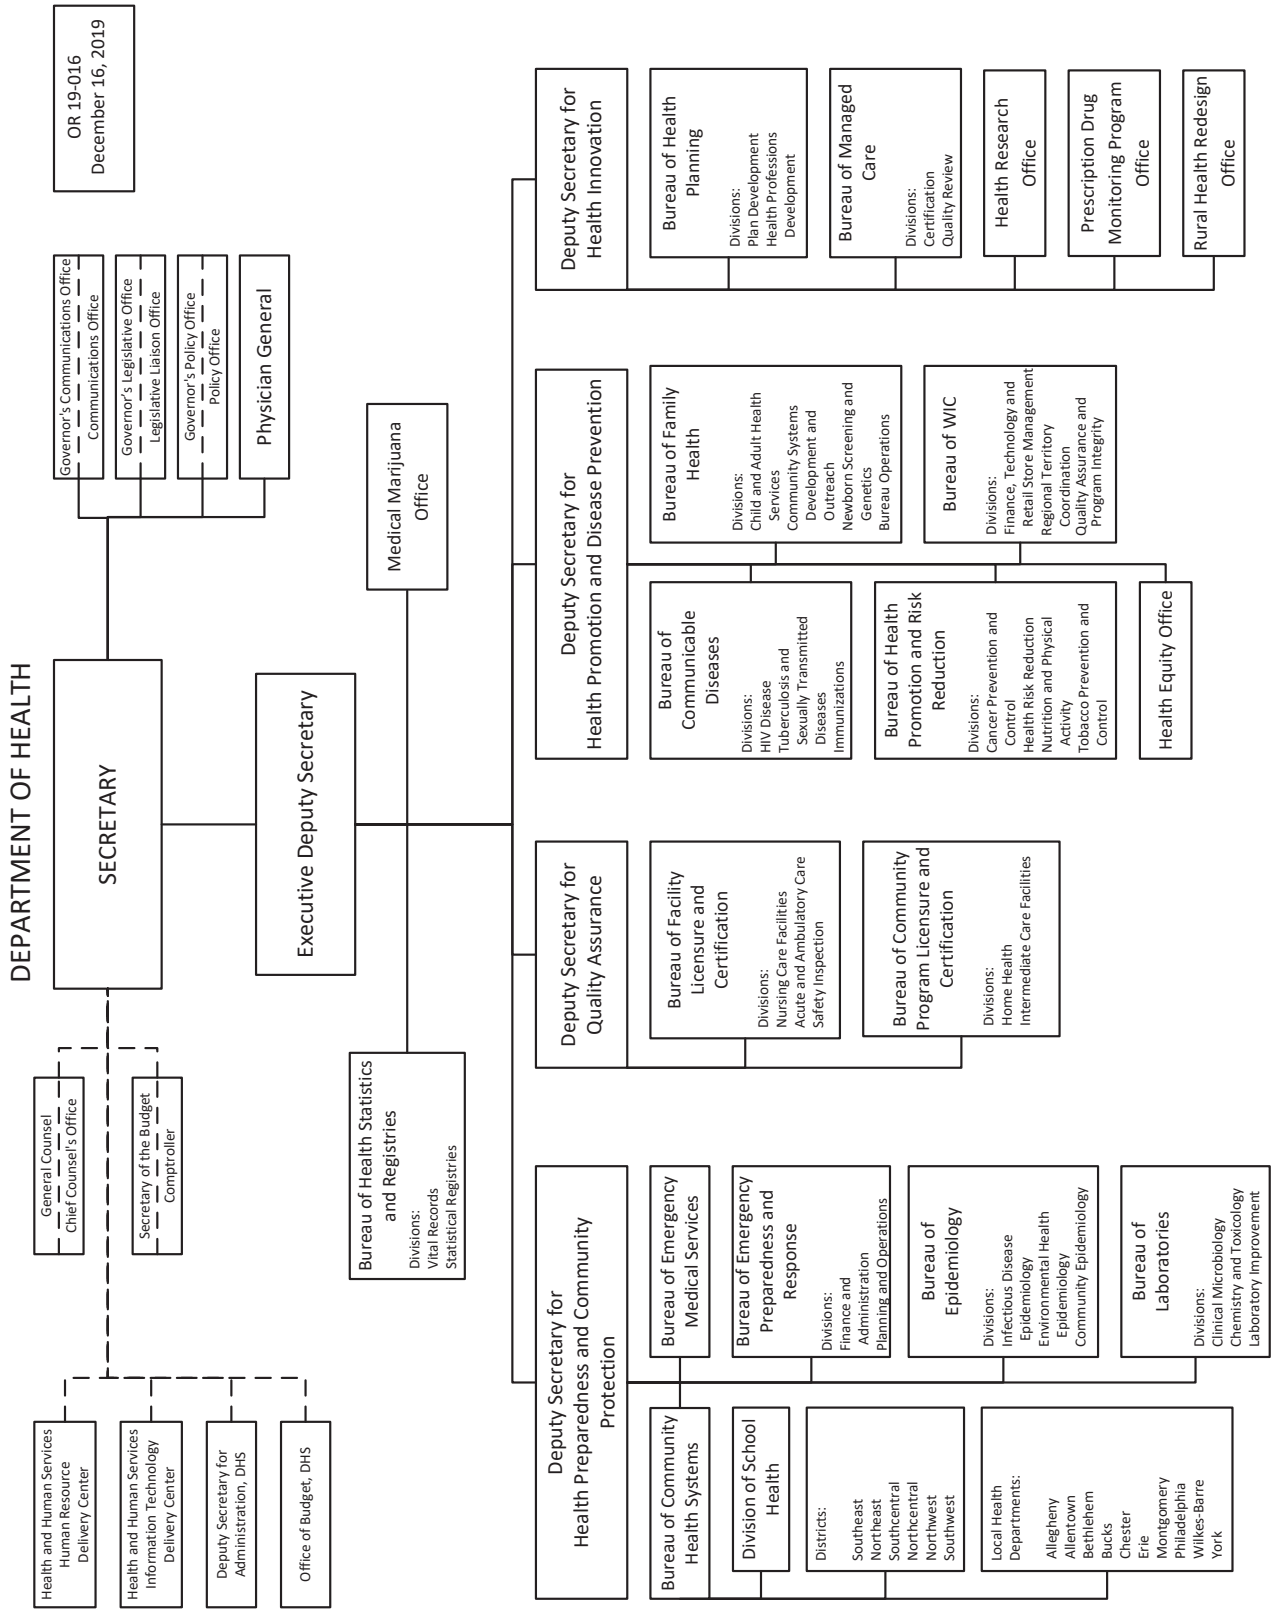 DEPARTMENT OF HEALTH
OR 19-016
December 16, 2019
Health and Human Services
Human Resource
Delivery Center
Health and Human Services
Information Technology
Delivery Center
Deputy Secretary for
Administration, DHS
Office of Budget, DHS
General Counsel
Chief Counsel's Office
Secretary of the Budget
Comptroller
SECRETARY
Governor's Communications Office
Communications Office
Governor's Legislative Office
Legislative Liaison Office
Governor's Policy Office
Policy Office
Physician General
Executive Deputy Secretary
Bureau of Health Statistics
and Registries
Divisions:
Vital Records
Statistical Registries
Medical Marijuana
Office
Deputy Secretary for
Health Preparedness and Community
Protection
Bureau of Community
Health Systems
Division of School
Health
Districts:
Southeast
Northeast
Southcentral
Northcentral
Northwest
Southwest
Local Health
Departments:
Allegheny
Allentown
Bethlehem
Bucks
Chester
Erie
Montgomery
Philadelphia
Wilkes-Barre
York
Bureau of Emergency
Medical Services
Bureau of Emergency
Preparedness and
Response
Divisions:
Finance and
Administration
Planning and Operations
Bureau of
Epidemiology
Divisions:
Infectious Disease
Epidemiology
Environmental Health
Epidemiology
Community Epidemiology
Bureau of
Laboratories
Divisions:
Clinical Microbiology
Chemistry and Toxicology
Laboratory Improvement
Deputy Secretary for
Quality Assurance
Bureau of Facility
Licensure and
Certification
Divisions:
Nursing Care Facilities
Acute and Ambulatory Care
Safety Inspection
Bureau of Community
Program Licensure and
Certification
Divisions:
Home Health
Intermediate Care Facilities
Deputy Secretary for
Health Promotion and Disease Prevention
Bureau of
Communicable
Diseases
Divisions:
HIV Disease
Tuberculosis and
Sexually Transmitted
Diseases
Immunizations
Bureau of Health
Promotion and Risk
Reduction
Divisions:
Cancer Prevention and
Control
Health Risk Reduction
Nutrition and Physical
Activity
Tobacco Prevention and
Control
Health Equity Office
Bureau of Family
Health
Divisions:
Child and Adult Health
Services
Community Systems
Development and
Outreach
Newborn Screening and
Genetics
Bureau Operations
Bureau of WIC
Divisions:
Finance, Technology and
Retail Store Management
Regional Territory
Coordination
Quality Assurance and
Program Integrity
Deputy Secretary for
Health Innovation
Bureau of Health
Planning
Divisions:
Plan Development
Health Professions
Development
Bureau of Managed
Care
Divisions:
Certification
Quality Review
Health Research
Office
Prescription Drug
Monitoring Program
Office
Rural Health Redesign
Office